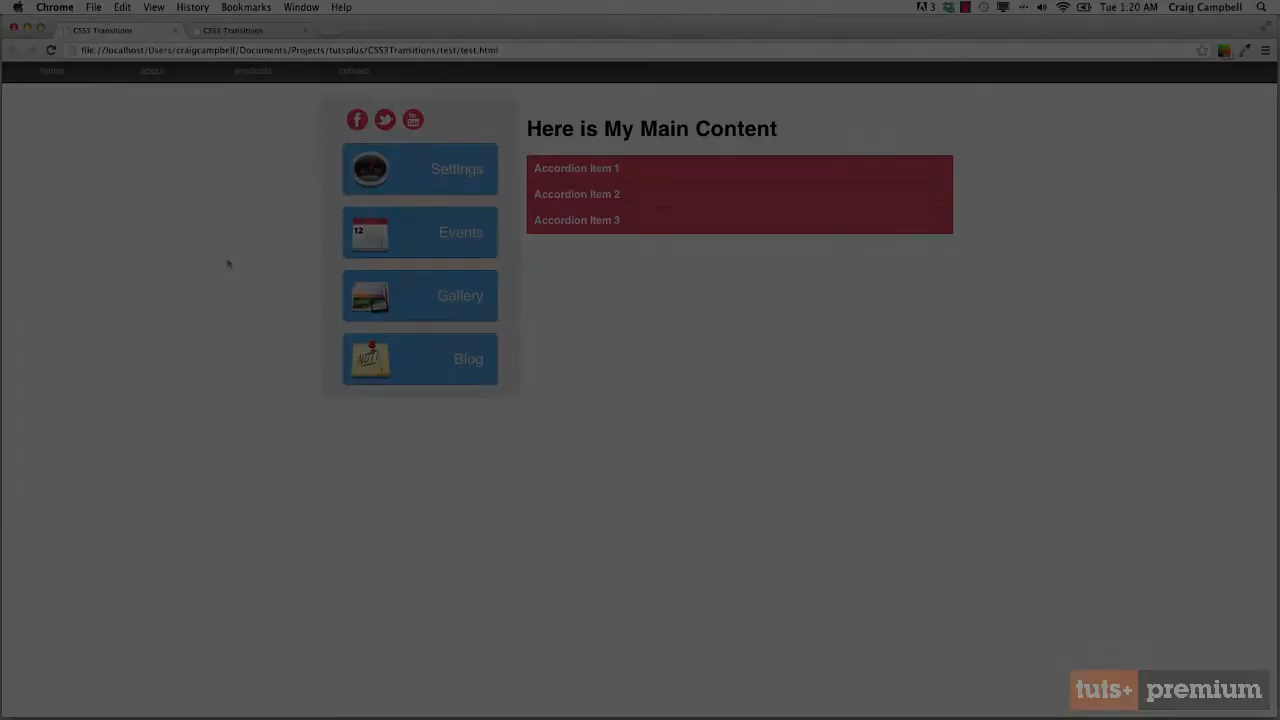 Chrome File Edit View History Bookmarks Window Help 3 Tue 1:20 AM Craig Campbell
CSS3 Transitions CSS3 Transitions
file://localhost/Users/craigcampbell/Documents/Projects/tutsplus/CSS3Transitions/test/test.html
home about products contact
Here is My Main Content
Settings
Accordion Item 1
Accordion Item 2
Accordion Item 3
12
Events
Gallery
Blog
tuts+ premium